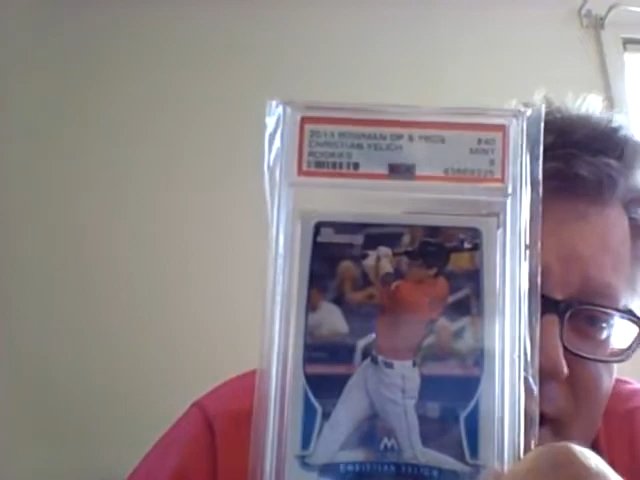 2013 BOWMAN DP & PROS #40
CHRISTIAN YELICH MINT
ROOKIES 9
M
CHRISTIAN YELICH